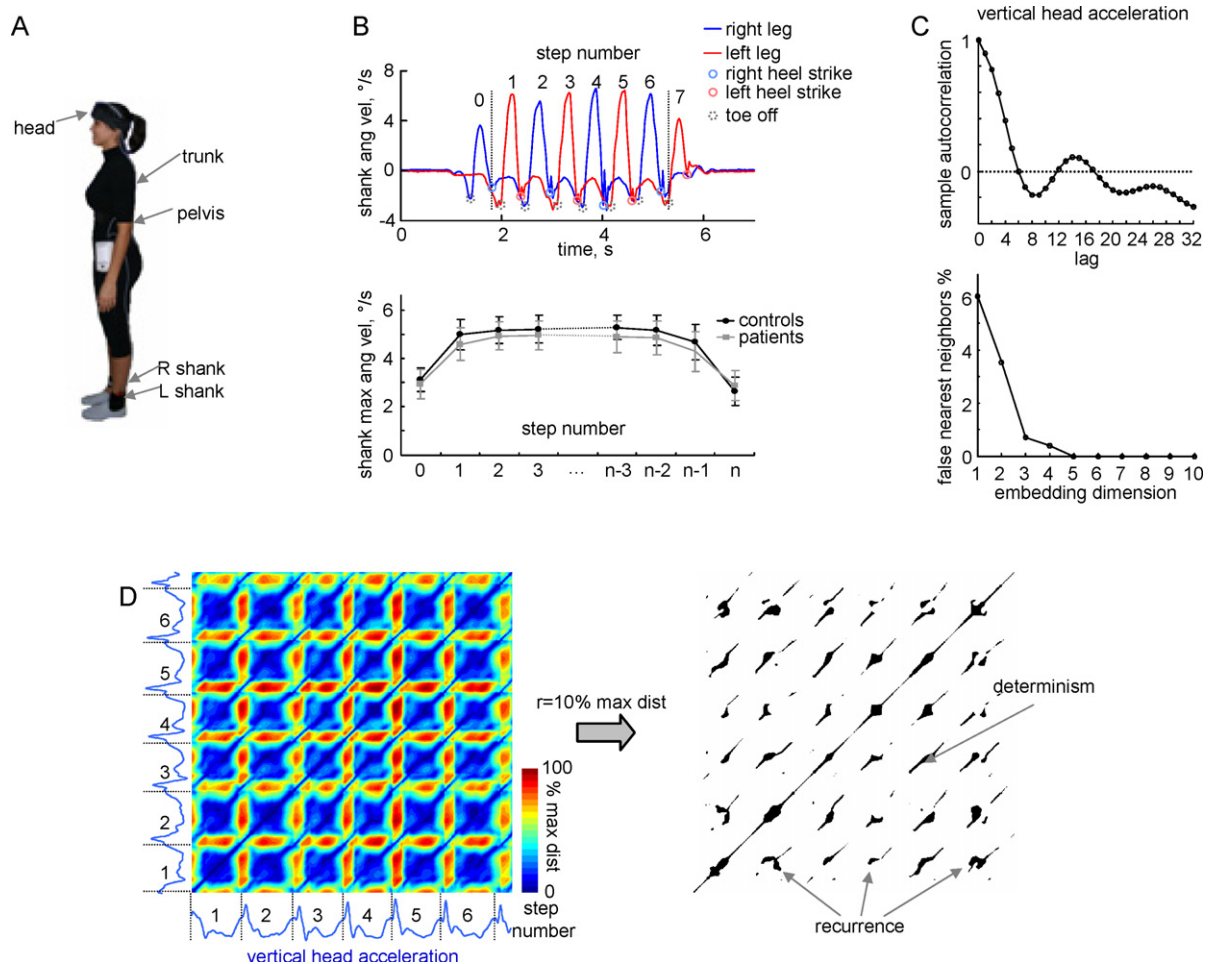 A
head
trunk
pelvis
R shank
L shank
B
step number
right leg
left leg
right heel strike
left heel strike
toe off
0 1 2 3 4 5 6 7
shank ang vel, °/s
8
4
0
-4
0 2 4 6
time, s
shank max ang vel, °/s
6
4
2
0
controls
patients
step number
0 1 2 3 ... n-3 n-2 n-1 n
C
vertical head acceleration
sample autocorrelation
1
0
0 4 8 12 16 20 24 28 32
lag
false nearest neighbors %
6
4
2
0
1 2 3 4 5 6 7 8 9 10
embedding dimension
D
6
5
4
3
2
1
100
% max dist
0
1 2 3 4 5 6
step
number
vertical head acceleration
r=10% max dist
determinism
recurrence